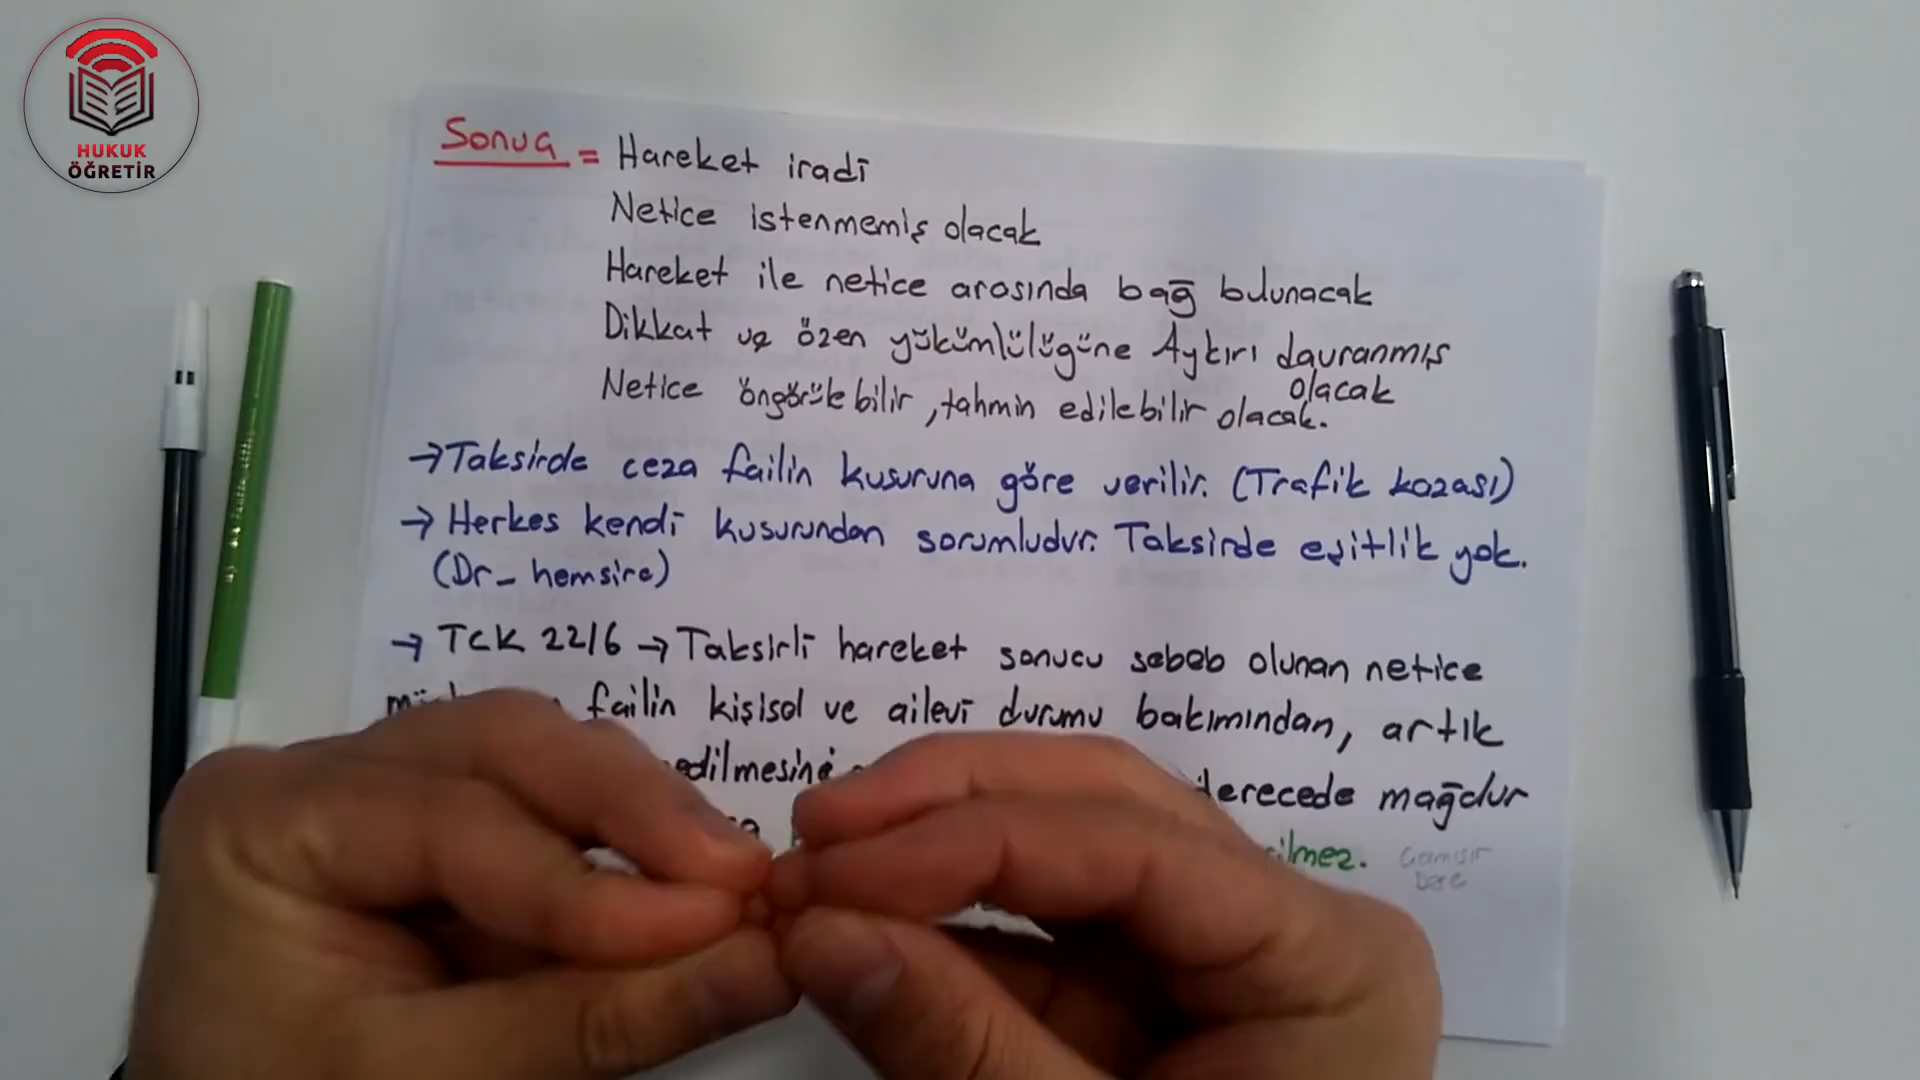 HUKUK
ÖĞRETİR
Sonuç = Hareket iradi
Netice istenmemiş olacak
Hareket ile netice arasında bağ bulunacak
Dikkat ve özen yükümlülüğüne Aykırı davranmış
olacak
Netice öngörülebilir, tahmin edilebilir olacak.
→ Taksirde ceza failin kusuruna göre verilir. (Trafik kazası)
→ Herkes kendi kusurundan sorumludur. Taksirde eşitlik yok.
(Dr - hemşire)
→ TCK 22/6 → Taksirli hareket sonucu sebeb olunan netice
failin kişisel ve ailevi durumu bakımından, artık
edilmesine derecede mağdur